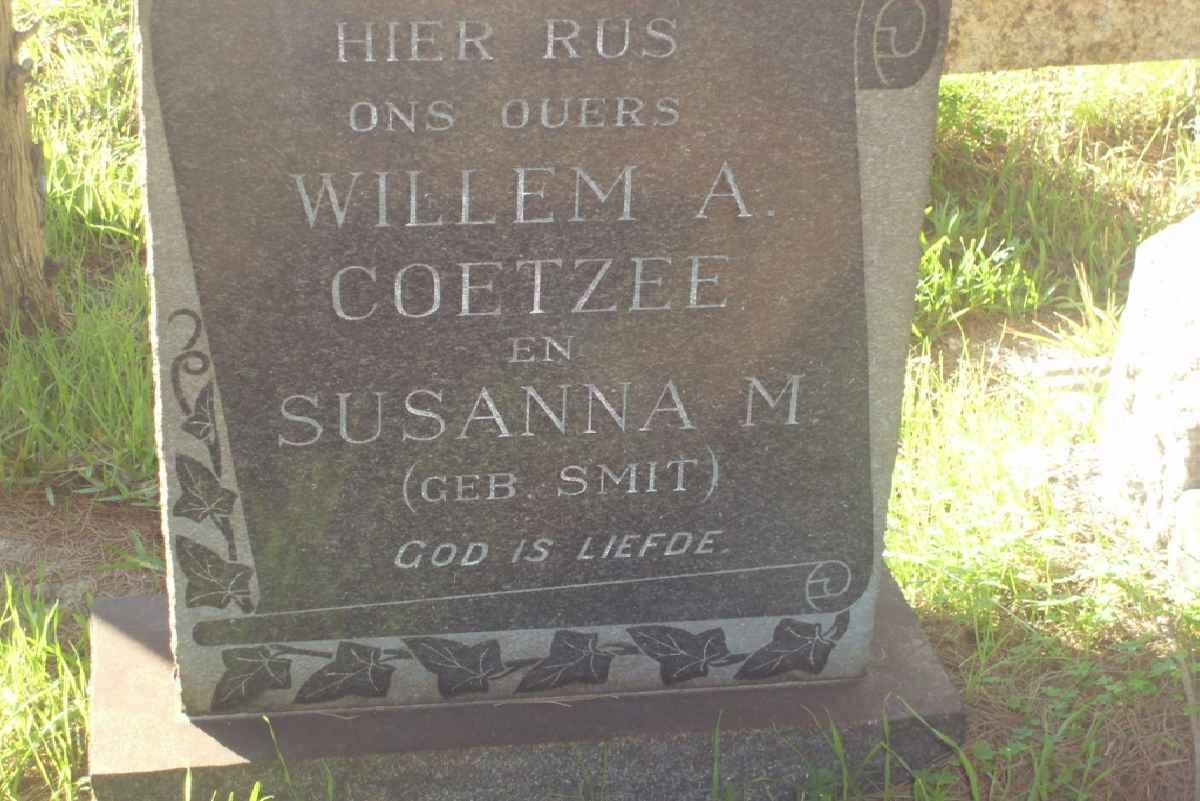 HIER RUS
ONS OUERS
WILLEM A.
COETZEE
EN
SUSANNA M.
(GEB. SMIT)
GOD IS LIEFDE.